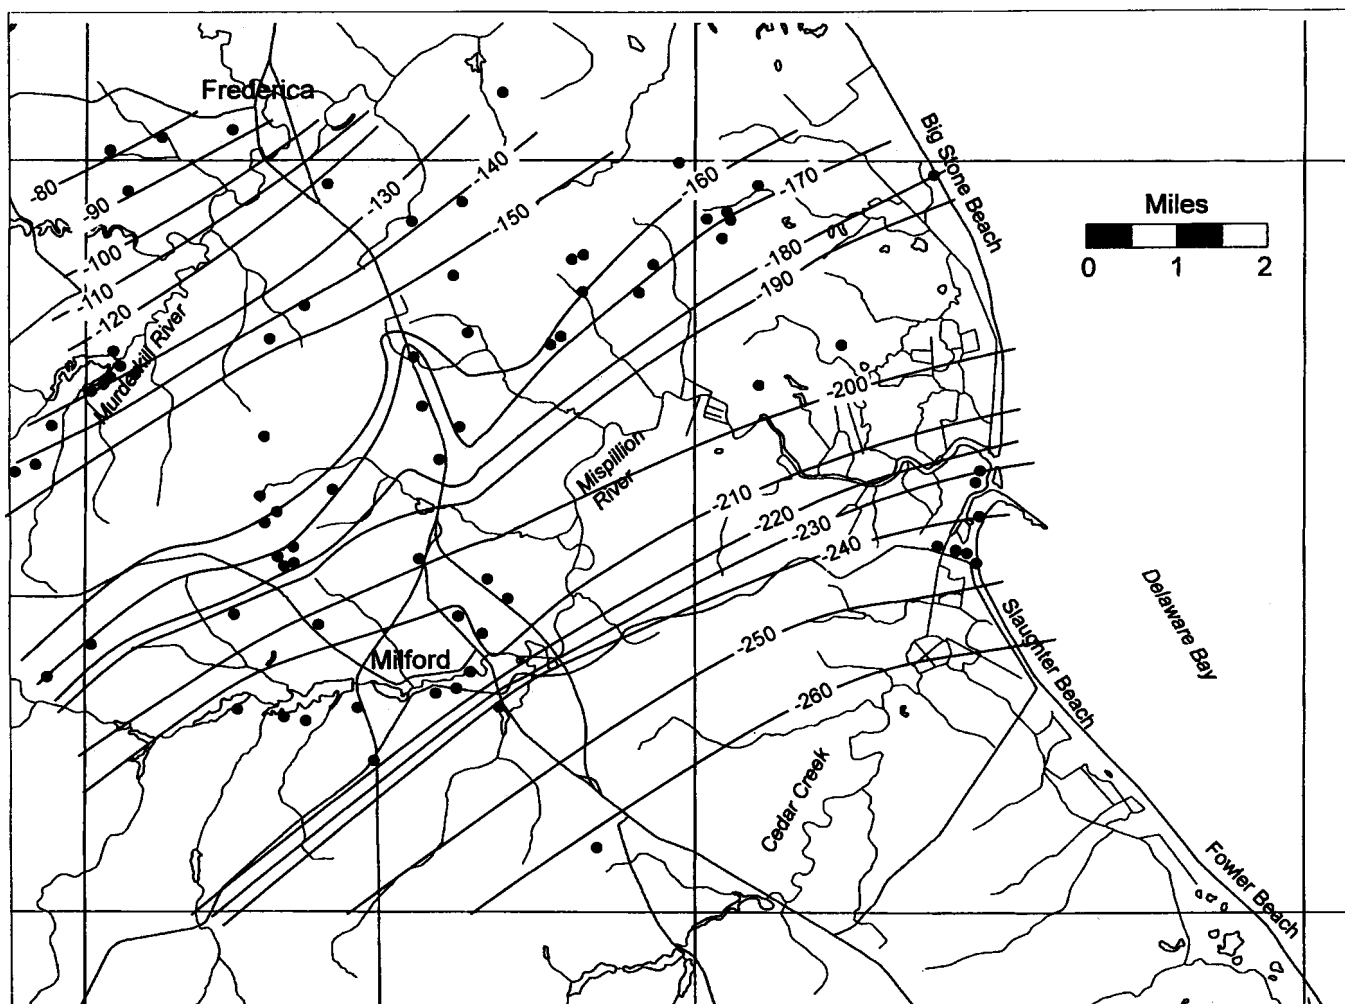 Frederica
Big Stone Beach
-80
-90
-100
-110
-120
-130
-140
-150
-160
-170
-180
-190
-200
-210
-220
-230
-240
-250
-260
Miles
0 1 2
Murderkill River
Mispillion
River
Milford
Delaware Bay
Slaughter Beach
Cedar Creek
Fowler Beach